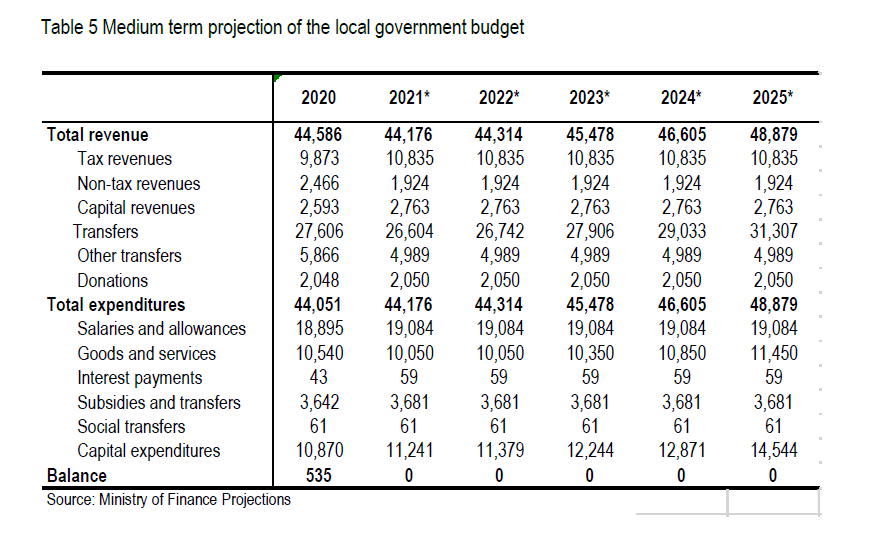 Table 5 Medium term projection of the local government budget
2020 2021* 2022* 2023* 2024* 2025*
Total revenue 44,586 44,176 44,314 45,478 46,605 48,879
Tax revenues 9,873 10,835 10,835 10,835 10,835 10,835
Non-tax revenues 2,466 1,924 1,924 1,924 1,924 1,924
Capital revenues 2,593 2,763 2,763 2,763 2,763 2,763
Transfers 27,606 26,604 26,742 27,906 29,033 31,307
Other transfers 5,866 4,989 4,989 4,989 4,989 4,989
Donations 2,048 2,050 2,050 2,050 2,050 2,050
Total expenditures 44,051 44,176 44,314 45,478 46,605 48,879
Salaries and allowances 18,895 19,084 19,084 19,084 19,084 19,084
Goods and services 10,540 10,050 10,050 10,350 10,850 11,450
Interest payments 43 59 59 59 59 59
Subsidies and transfers 3,642 3,681 3,681 3,681 3,681 3,681
Social transfers 61 61 61 61 61 61
Capital expenditures 10,870 11,241 11,379 12,244 12,871 14,544
Balance 535 0 0 0 0 0
Source: Ministry of Finance Projections